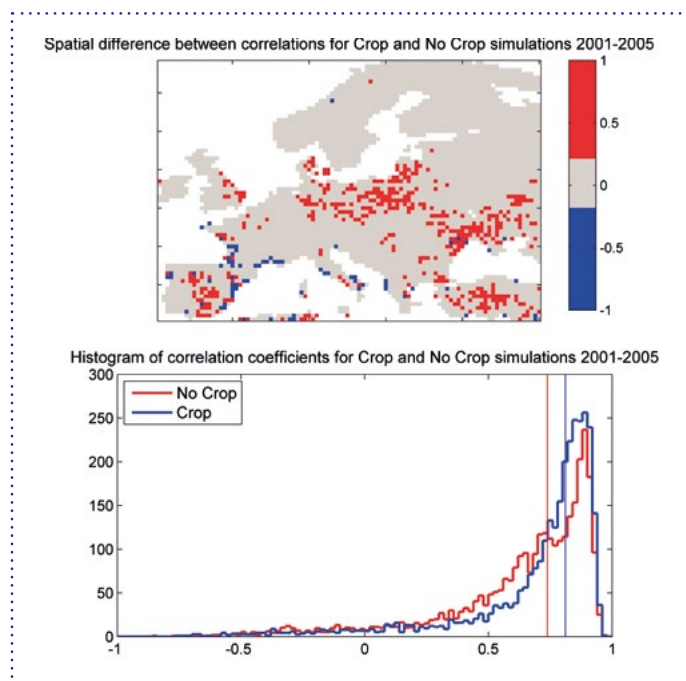 Spatial difference between correlations for Crop and No Crop simulations 2001-2005
1
0.5
0
-0.5
-1
Histogram of correlation coefficients for Crop and No Crop simulations 2001-2005
300
250
200
150
100
50
0
No Crop
Crop
-1 -0.5 0 0.5 1